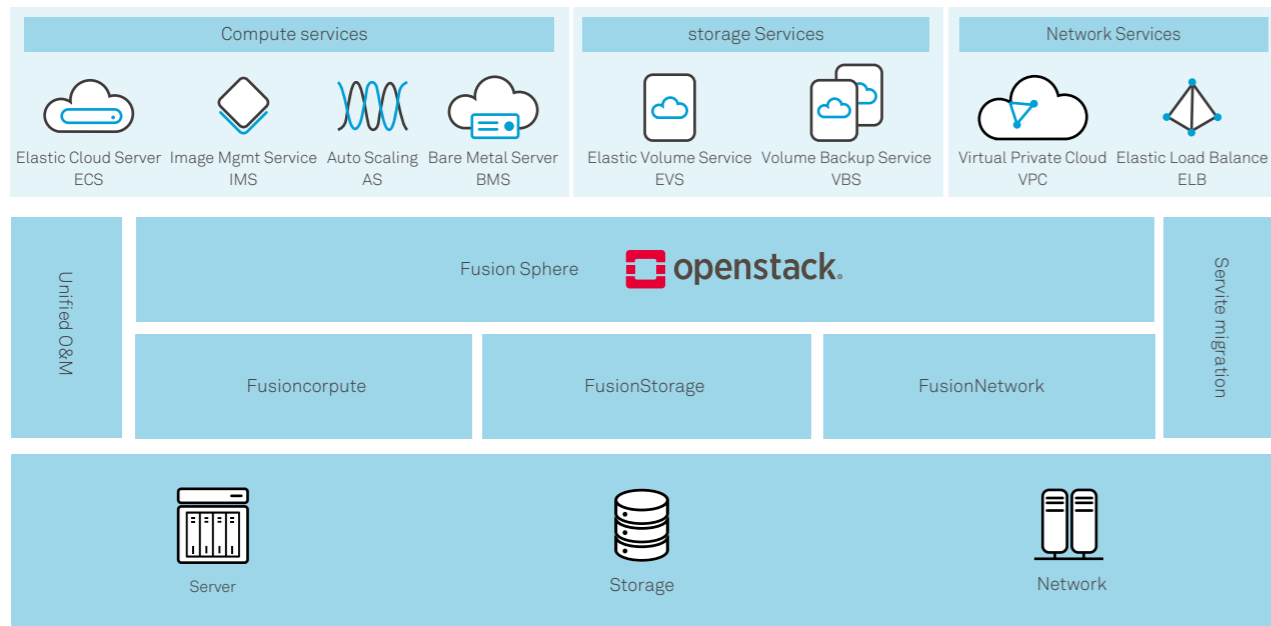 Compute services
storage Services
Network Services
Elastic Cloud Server
ECS
Image Mgmt Service
IMS
Auto Scaling
AS
Bare Metal Server
BMS
Elastic Volume Service
EVS
Volume Backup Service
VBS
Virtual Private Cloud
VPC
Elastic Load Balance
ELB
Unified O&M
Fusion Sphere
openstack.
Servite migration
Fusioncorpute
FusionStorage
FusionNetwork
Server
Storage
Network